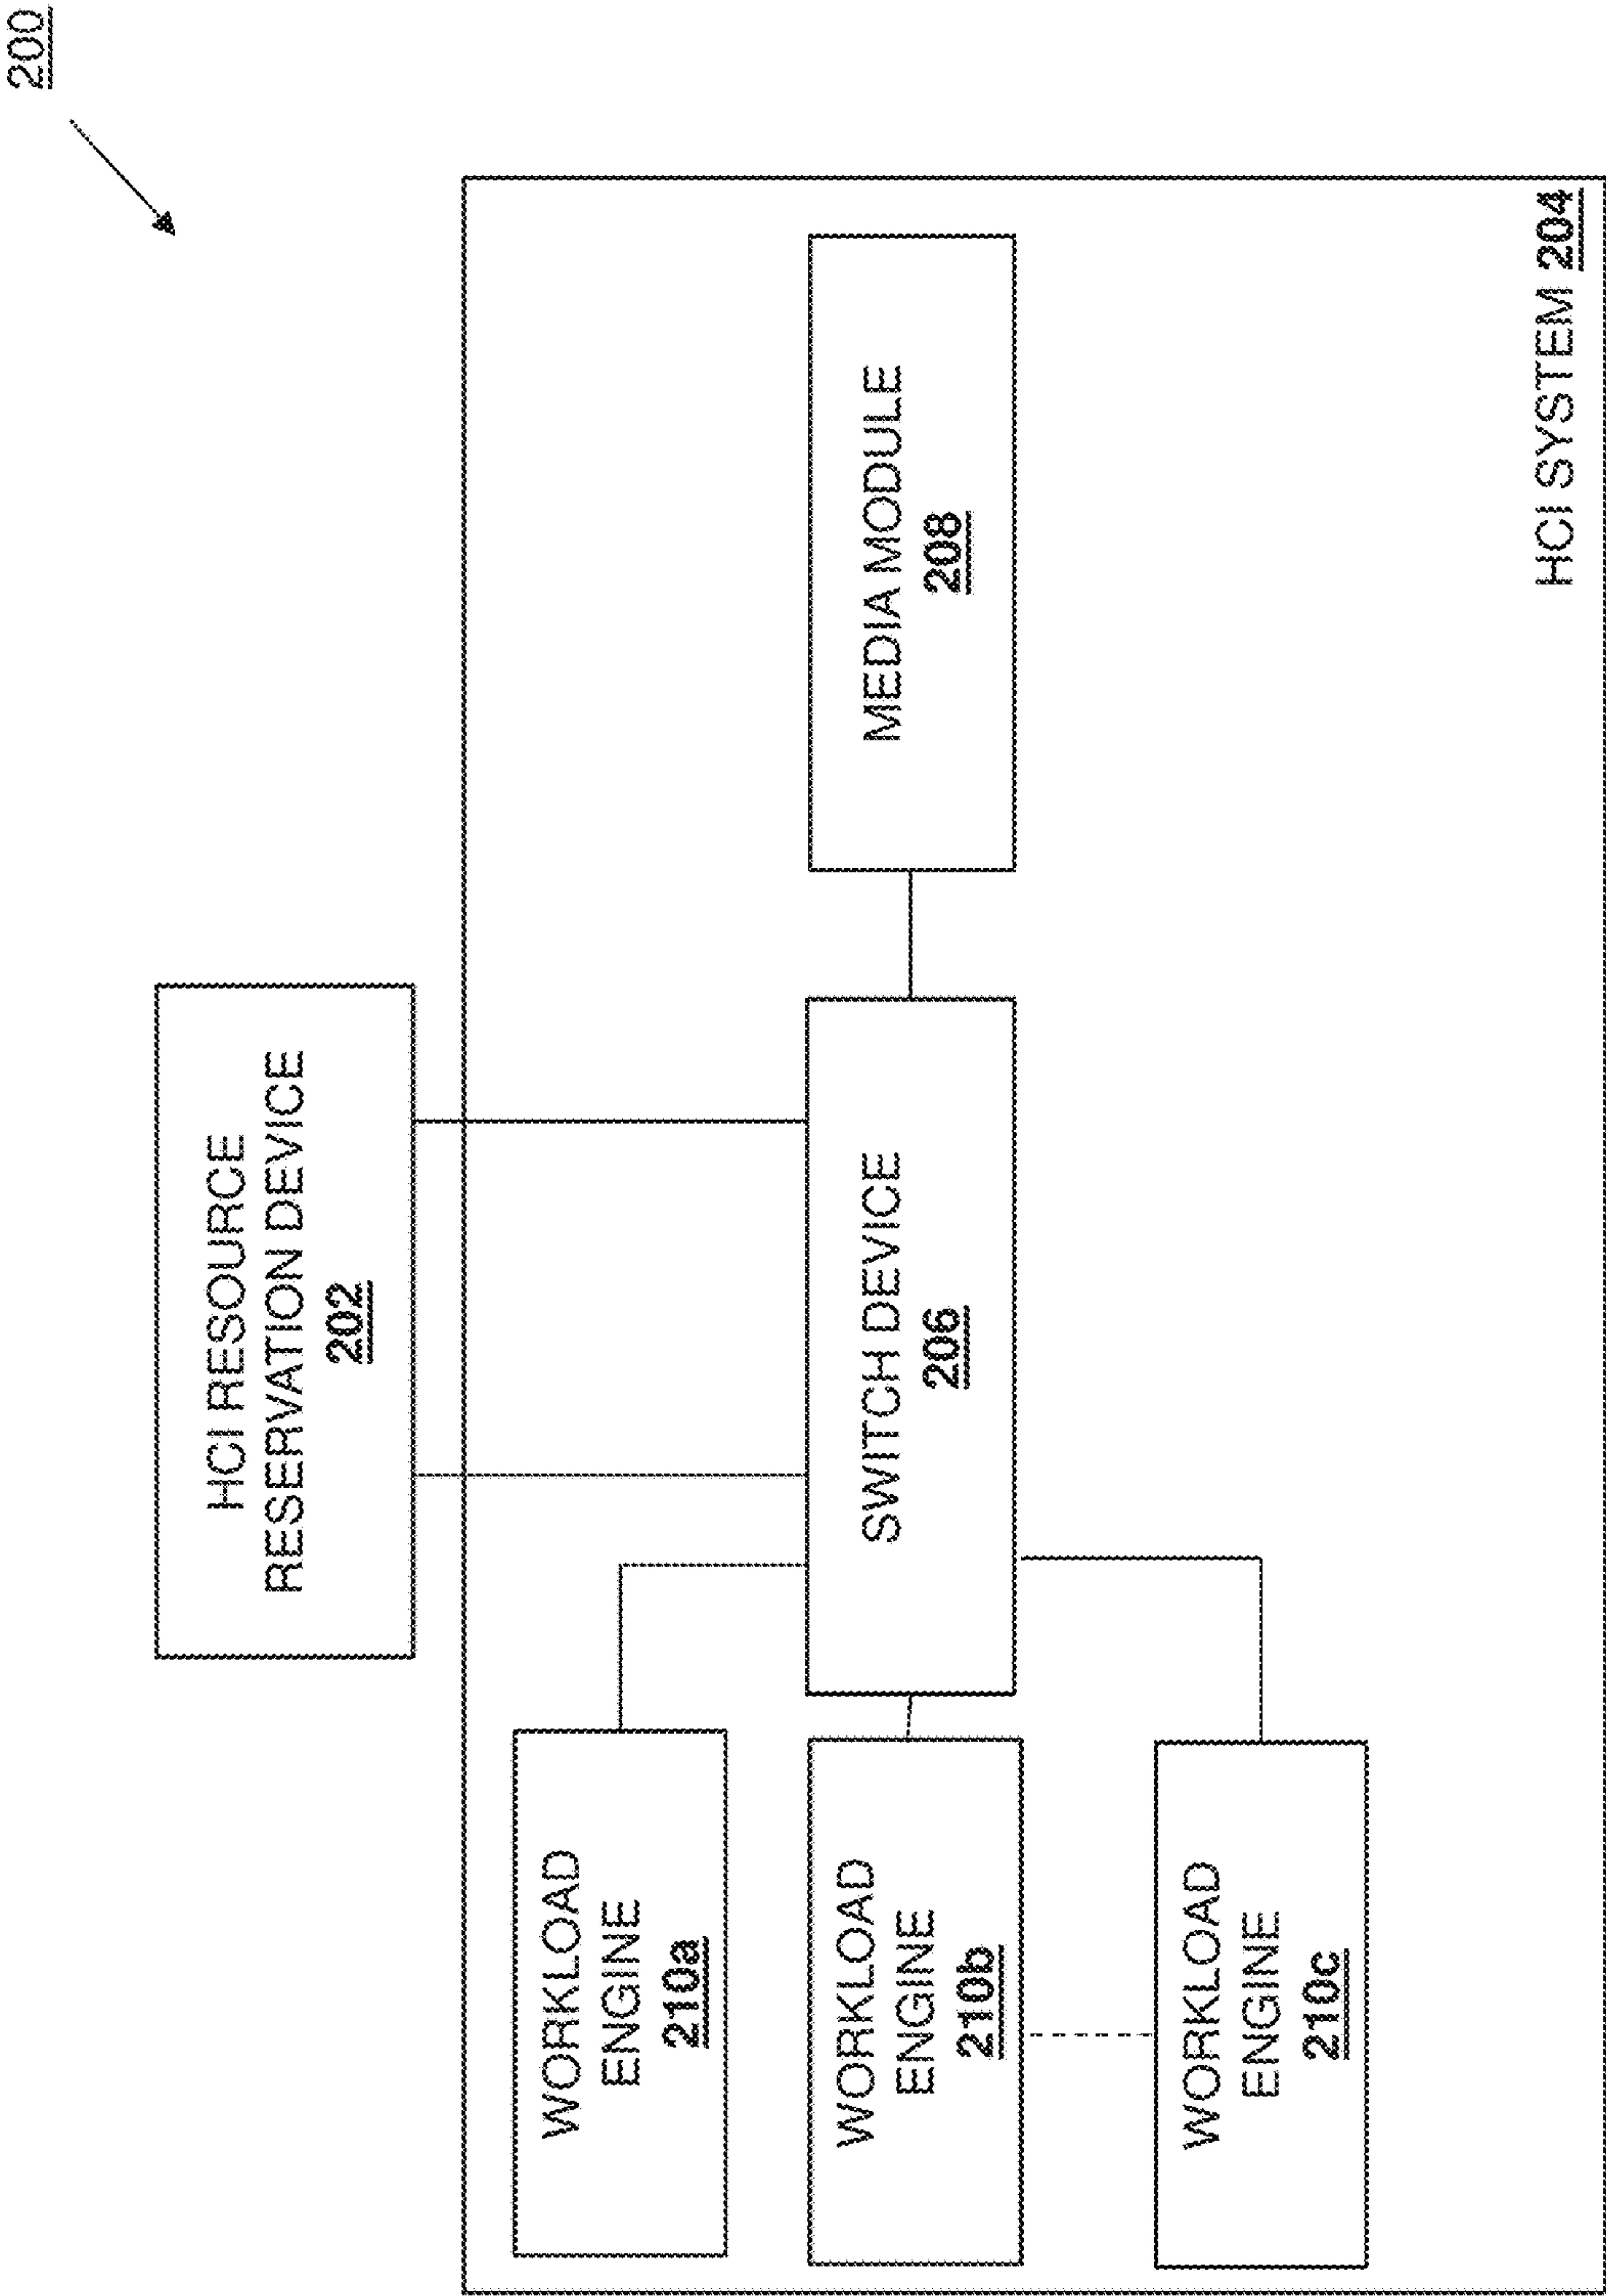 200
HCI RESOURCE
RESERVATION DEVICE
202
WORKLOAD
ENGINE
210a
WORKLOAD
ENGINE
210b
WORKLOAD
ENGINE
210c
SWITCH DEVICE
206
MEDIA MODULE
208
HCI SYSTEM 204